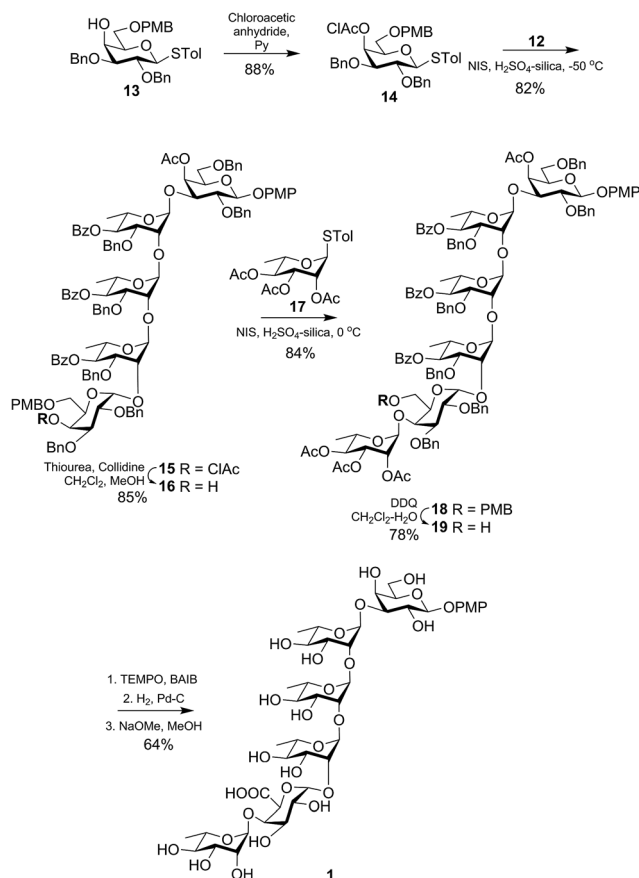 HO
OPMB
O
STol
BnO
OBn
13
Chloroacetic
anhydride,
Py
88%
ClAcO
OPMB
O
STol
BnO
OBn
14
12
NIS, H2SO4-silica, -50 °C
82%
AcO
OBn
O
OPMP
O
OBn
O
BzO
BnO
O
O
BzO
BnO
O
O
BzO
BnO
O
PMBO
O
OBn
RO
BnO
Thiourea, Collidine
CH2Cl2, MeOH
85%
15 R = ClAc
16 R = H
STol
O
AcO
AcO
OAc
17
NIS, H2SO4-silica, 0 °C
84%
AcO
OBn
O
OPMP
O
OBn
O
BzO
BnO
O
O
BzO
BnO
O
O
BzO
BnO
O
RO
O
OBn
O
OBn
O
AcO
AcO
OAc
DDQ
CH2Cl2-H2O
78%
18 R = PMB
19 R = H
1. TEMPO, BAIB
2. H2, Pd-C
3. NaOMe, MeOH
64%
HO
OH
O
OPMP
O
OH
O
HO
HO
O
O
HO
HO
O
O
HO
HO
O
HOOC
O
OH
O
HO
O
HO
HO
OH
1